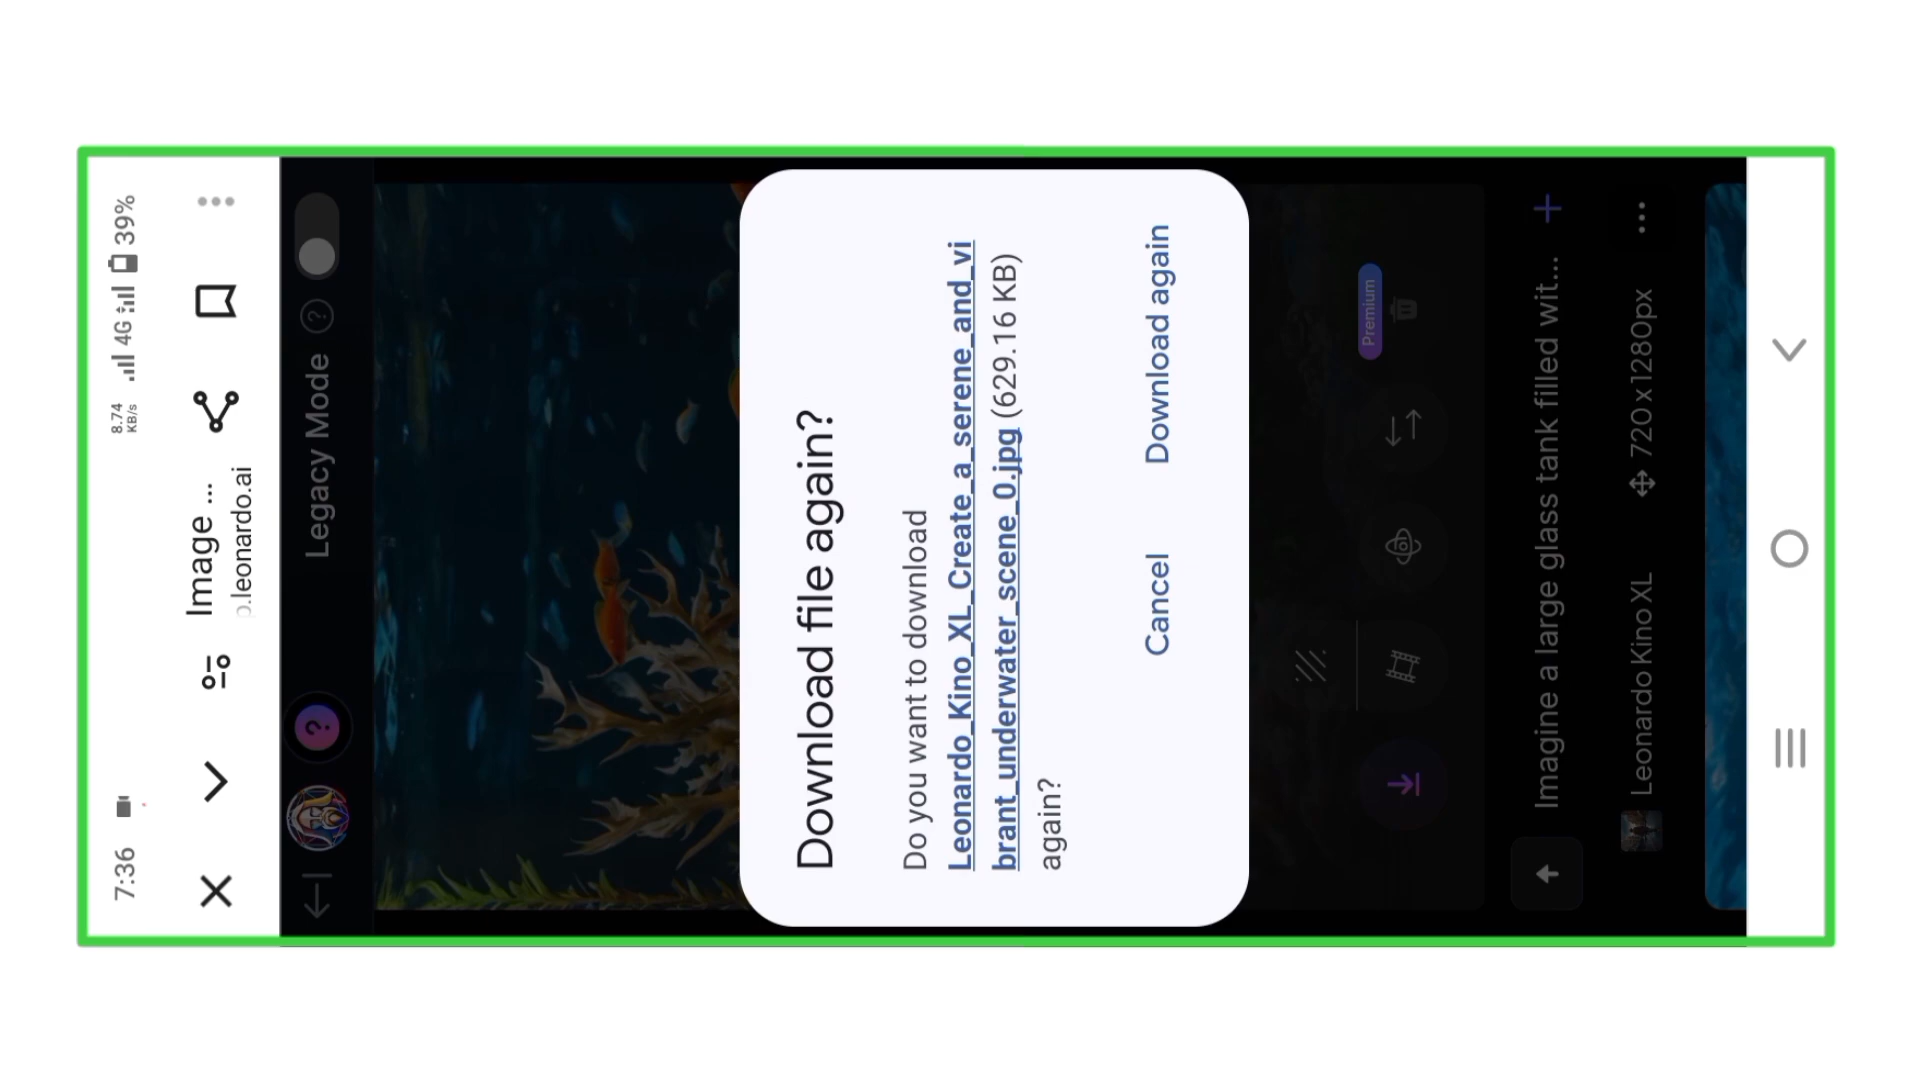 7:36
8.74
KB/s
4G
39%
Image ...
p.leonardo.ai
Legacy Mode
Download file again?
Do you want to download
Leonardo_Kino_XL_Create_a_serene_and_vi
brant_underwater_scene_0.jpg (629.16 KB)
again?
Cancel
Download again
Premium
Imagine a large glass tank filled wit...
Leonardo Kino XL
720 x 1280px